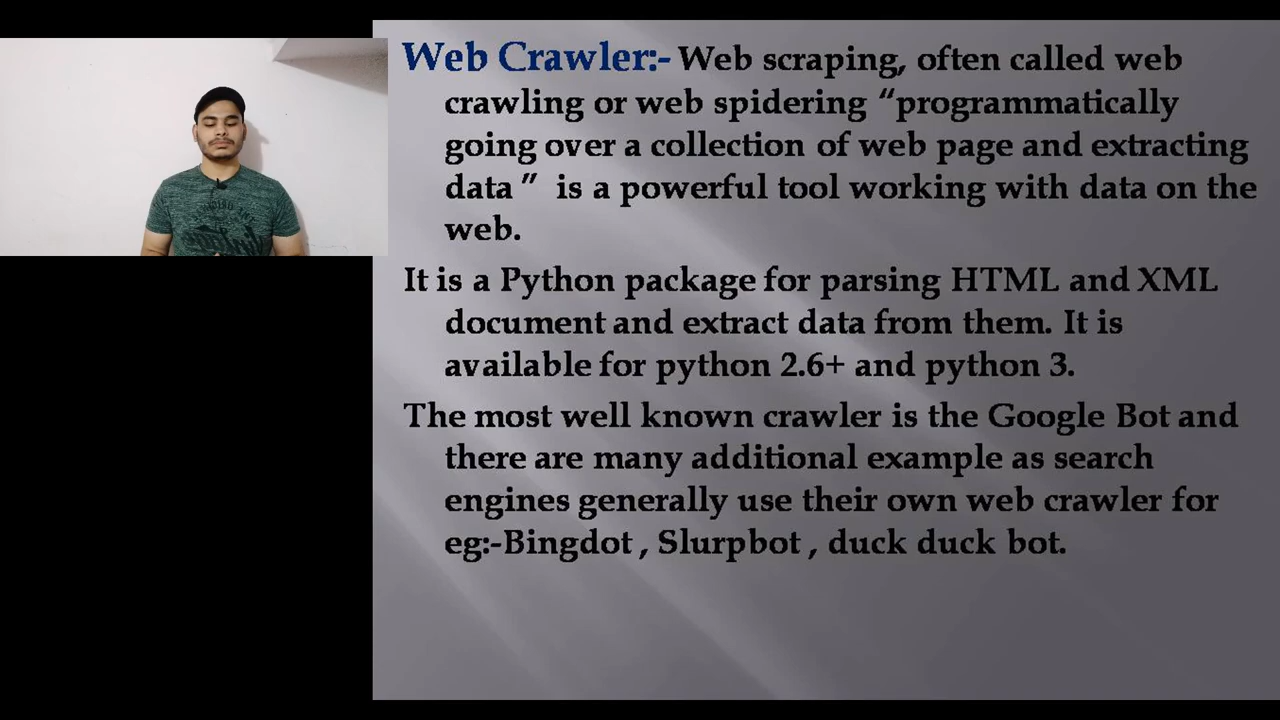 Web Crawler:- Web scraping, often called web
crawling or web spidering “programmatically
going over a collection of web page and extracting
data ” is a powerful tool working with data on the
web.
It is a Python package for parsing HTML and XML
document and extract data from them. It is
available for python 2.6+ and python 3.
The most well known crawler is the Google Bot and
there are many additional example as search
engines generally use their own web crawler for
eg:-Bingdot , Slurpbot , duck duck bot.